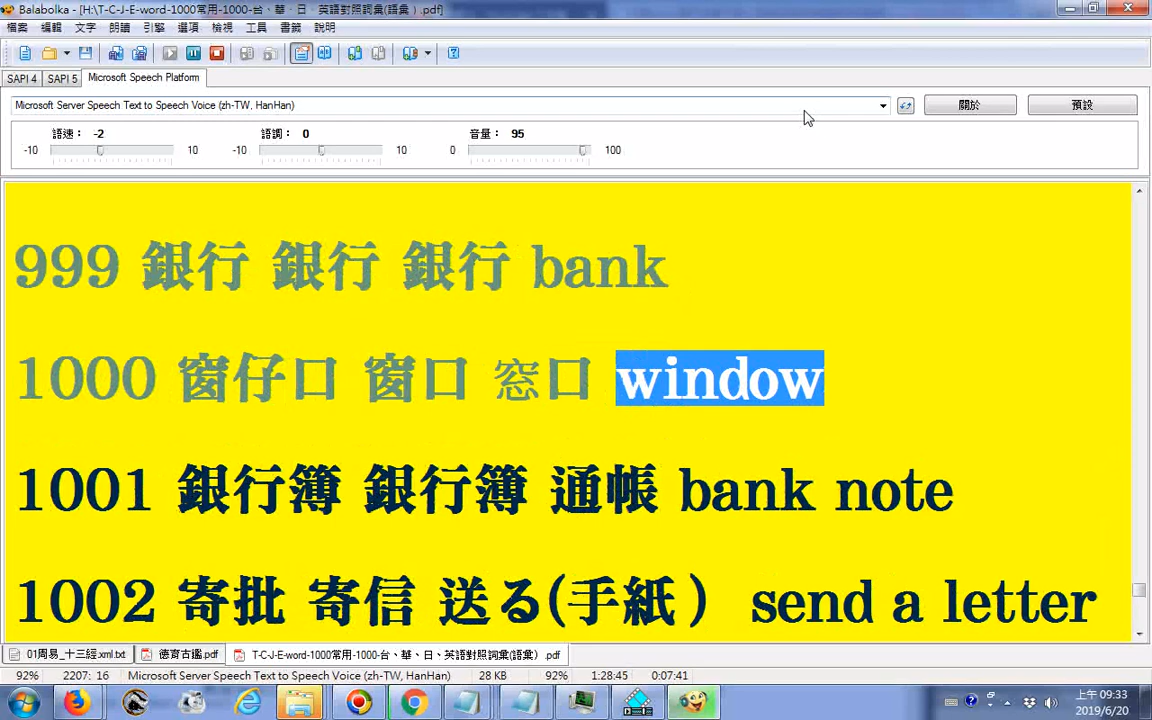 Balabolka - [H:\T-C-J-E-word-1000常用-1000-台、華、日、英語對照詞彙(語彙）.pdf]
檔案 編輯 文字 朗讀 引擎 選項 檢視 工具 書籤 說明
SAPI 4 SAPI 5 Microsoft Speech Platform
Microsoft Server Speech Text to Speech Voice (zh-TW, HanHan) 關於 預設
語速： -2 語調： 0 音量： 95
-10 10 -10 10 0 100
999 銀行 銀行 銀行 bank
1000 窗仔口 窗口 窓口 window
1001 銀行簿 銀行簿 通帳 bank note
1002 寄批 寄信 送る(手紙） send a letter
01周易_十三經.xml.txt 德育古鑑.pdf T-C-J-E-word-1000常用-1000-台、華、日、英語對照詞彙(語彙）.pdf
92% 2207: 16 Microsoft Server Speech Text to Speech Voice (zh-TW, HanHan) 28 KB 92% 1:28:45 0:07:41
上午 09:33
2019/6/20